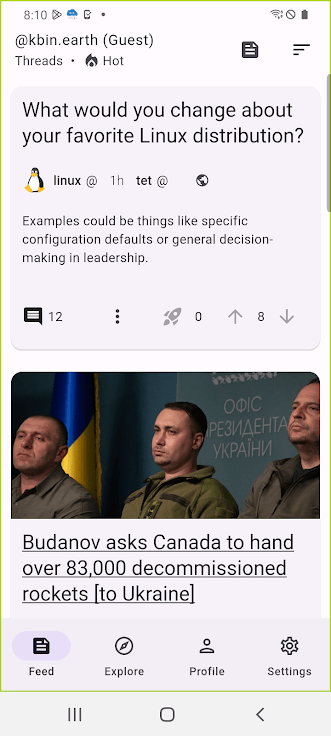 8:10
@kbin.earth (Guest)
Threads • Hot
What would you change about
your favorite Linux distribution?
linux @ 1h tet @
Examples could be things like specific
configuration defaults or general decision-
making in leadership.
12 0 8
ОФІС
РЕЗИДЕНТА
УКРАЇНИ
Budanov asks Canada to hand
over 83,000 decommissioned
rockets [to Ukraine]
Feed Explore Profile Settings